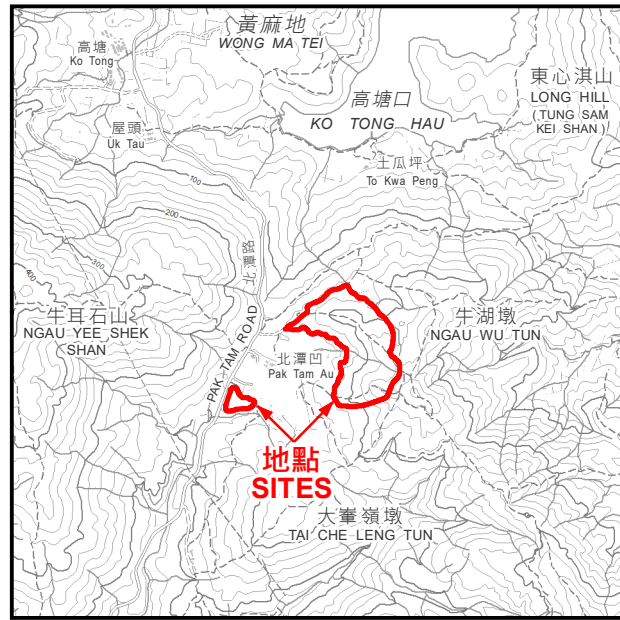 黃麻地
WONG MA TEI
高塘
Ko Tong
東心淇山
LONG HILL
(TUNG SAM
KEI SHAN)
高塘口
KO TONG HAU
屋頭
Uk Tau
土瓜坪
To Kwa Peng
100
200
300
400
北潭路
PAK TAM ROAD
牛耳石山
NGAU YEE SHEK
SHAN
牛湖墩
NGAU WU TUN
北潭凹
Pak Tam Au
地點
SITES
大輋嶺墩
TAI CHE LENG TUN